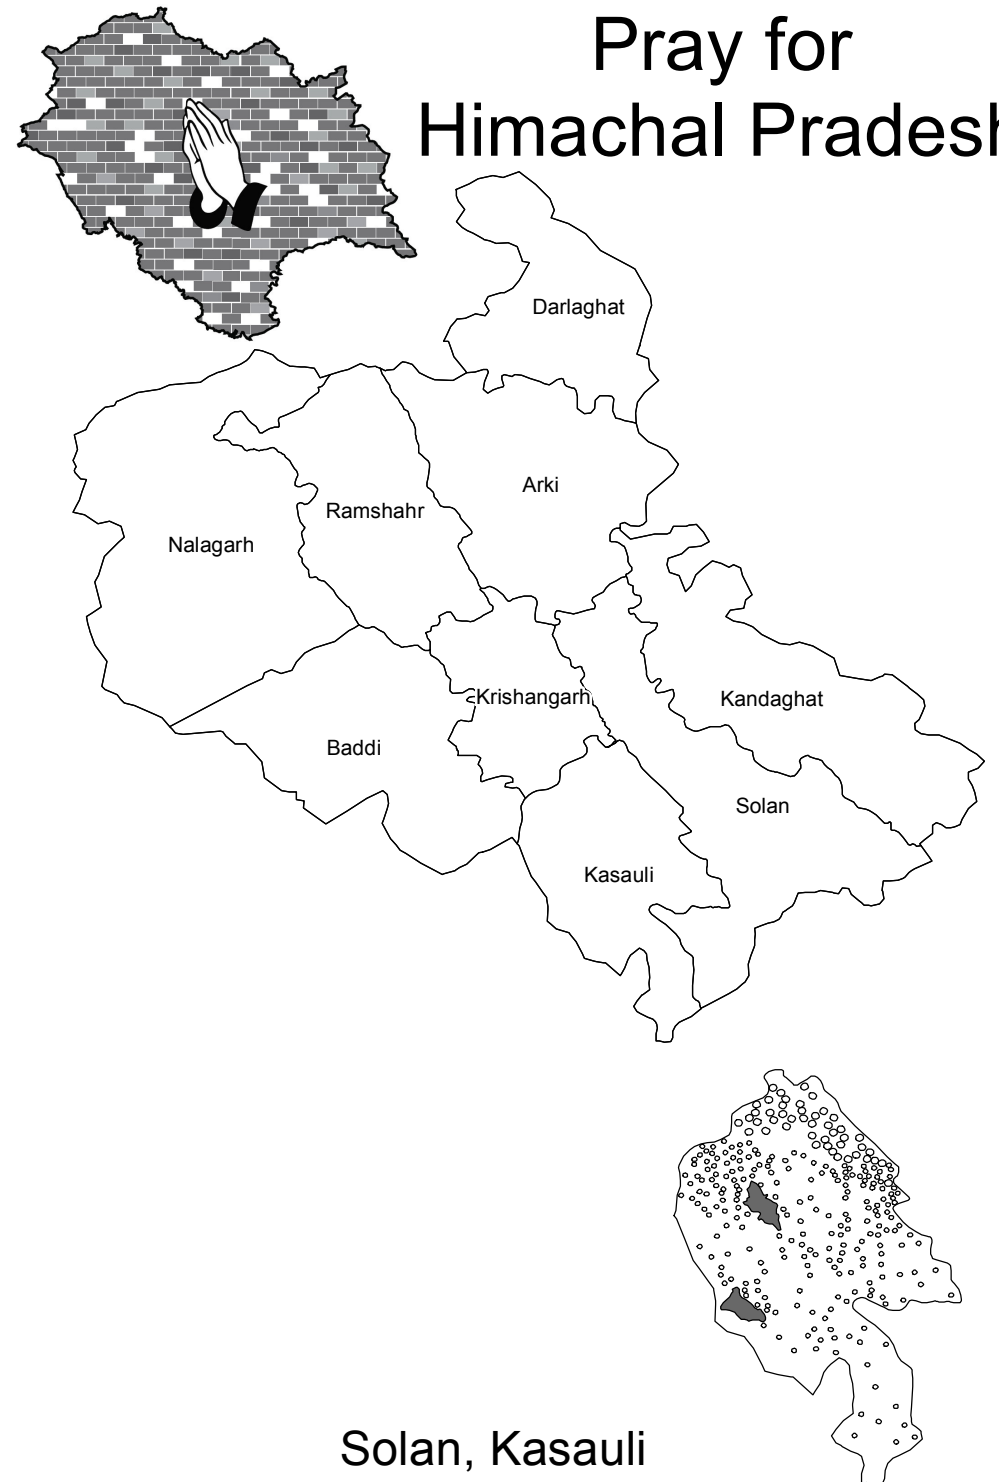 Pray for
Himachal Pradesh
Darlaghat
Arki
Ramshahr
Nalagarh
Krishangarh
Kandaghat
Baddi
Solan
Kasauli
Solan, Kasauli